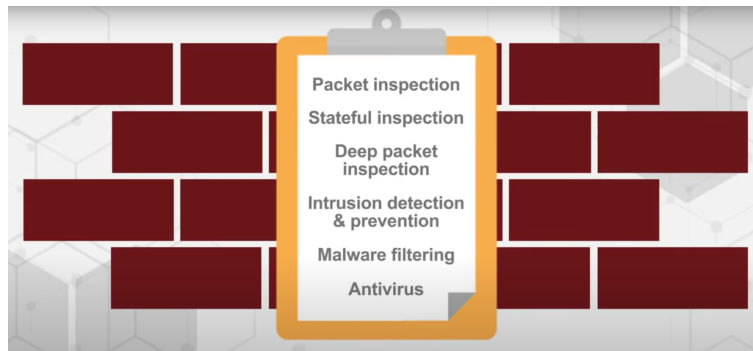 Packet inspection
Stateful inspection
Deep packet
inspection
Intrusion detection
& prevention
Malware filtering
Antivirus